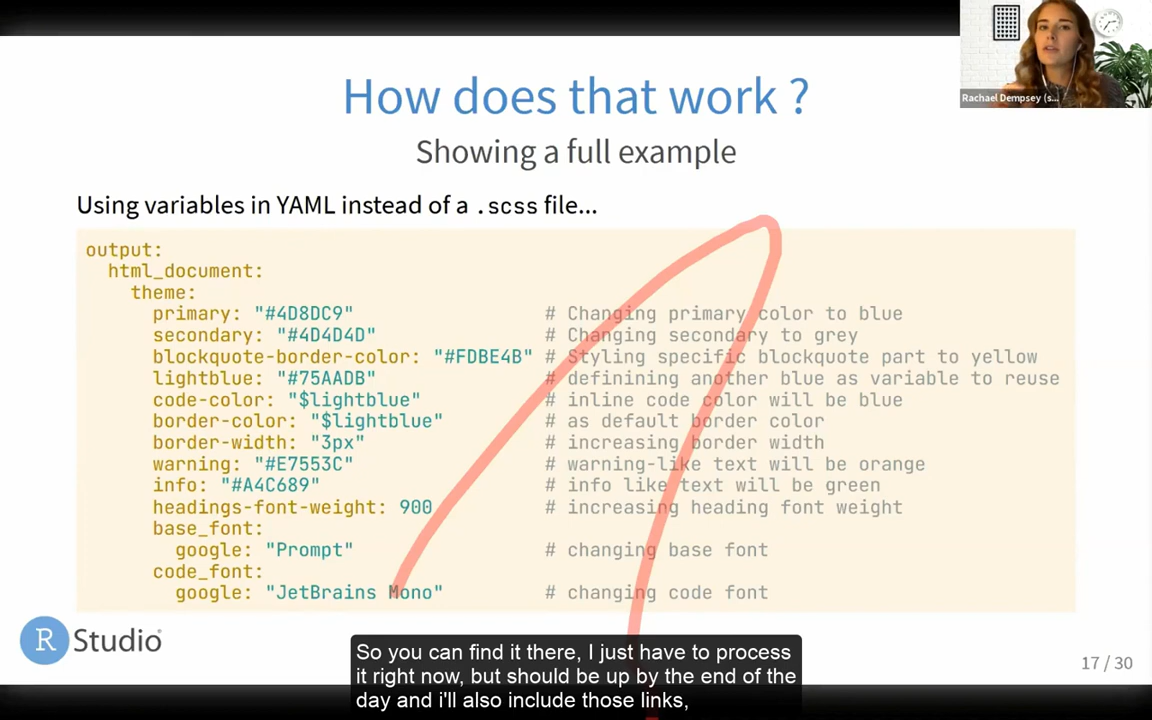 How does that work ?
Showing a full example
Rachael Dempsey (s...
Using variables in YAML instead of a .scss file...
output:
html_document:
theme:
primary: "#4D8DC9" # Changing primary color to blue
secondary: "#4D4D4D" # Changing secondary to grey
blockquote-border-color: "#FDBE4B" # Styling specific blockquote part to yellow
lightblue: "#75AADB" # definining another blue as variable to reuse
code-color: "$lightblue" # inline code color will be blue
border-color: "$lightblue" # as default border color
border-width: "3px" # increasing border width
warning: "#E7553C" # warning-like text will be orange
info: "#A4C689" # info like text will be green
headings-font-weight: 900 # increasing heading font weight
base_font:
google: "Prompt" # changing base font
code_font:
google: "JetBrains Mono" # changing code font
R Studio
So you can find it there, I just have to process
it right now, but should be up by the end of the
day and i'll also include those links,
17 / 30